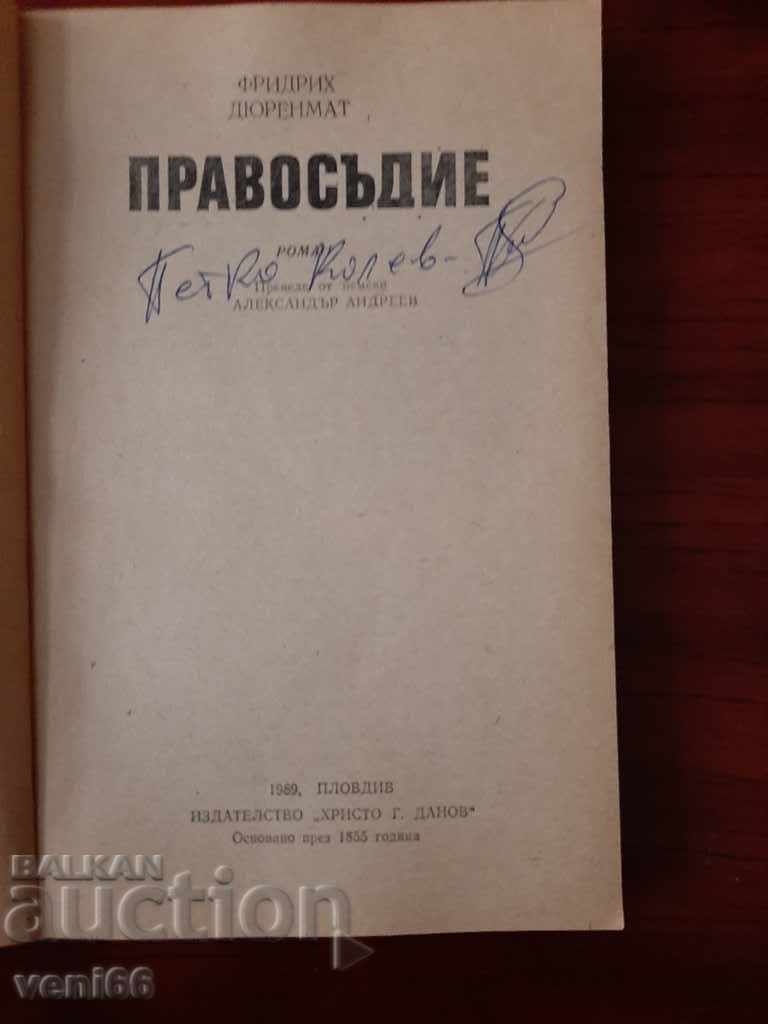 ФРИДРИХ
ДЮРЕНМАТ
ПРАВОСЪДИЕ
РОМАН
Петко Колев-
Преведе от немски
АЛЕКСАНДЪР АНДРЕЕВ
1989, ПЛОВДИВ
ИЗДАТЕЛСТВО „ХРИСТО Г. ДАНОВ"
Основано през 1855 година
BALKAN
auction
veni66